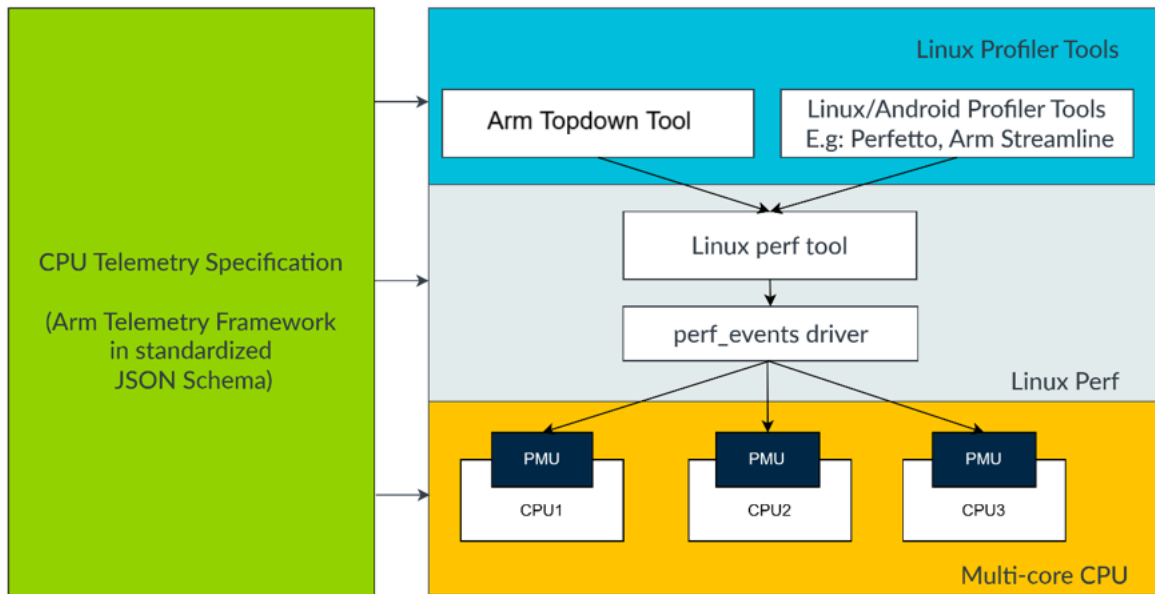 CPU Telemetry Specification
(Arm Telemetry Framework
in standardized
JSON Schema)
Linux Profiler Tools
Arm Topdown Tool
Linux/Android Profiler Tools
E.g: Perfetto, Arm Streamline
Linux perf tool
perf_events driver
Linux Perf
PMU
CPU1
PMU
CPU2
PMU
CPU3
Multi-core CPU